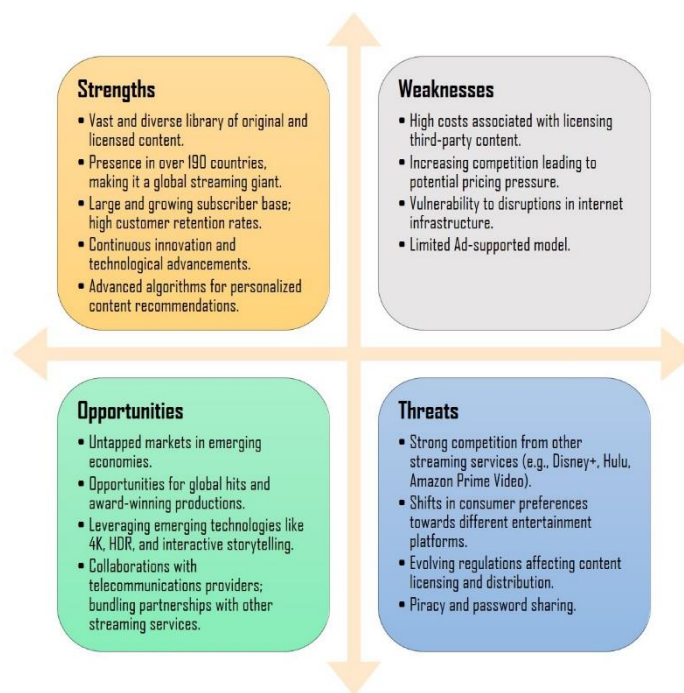 Strengths
▪ Vast and diverse library of original and
licensed content.
▪ Presence in over 190 countries,
making it a global streaming giant.
▪ Large and growing subscriber base;
high customer retention rates.
▪ Continuous innovation and
technological advancements.
▪ Advanced algorithms for personalized
content recommendations.
Weaknesses
▪ High costs associated with licensing
third-party content.
▪ Increasing competition leading to
potential pricing pressure.
▪ Vulnerability to disruptions in internet
infrastructure.
▪ Limited Ad-supported model.
Opportunities
▪ Untapped markets in emerging
economies.
▪ Opportunities for global hits and
award-winning productions.
▪ Leveraging emerging technologies like
4K, HDR, and interactive storytelling.
▪ Collaborations with
telecommunications providers;
bundling partnerships with other
streaming services.
Threats
▪ Strong competition from other
streaming services (e.g., Disney+, Hulu,
Amazon Prime Video).
▪ Shifts in consumer preferences
towards different entertainment
platforms.
▪ Evolving regulations affecting content
licensing and distribution.
▪ Piracy and password sharing.